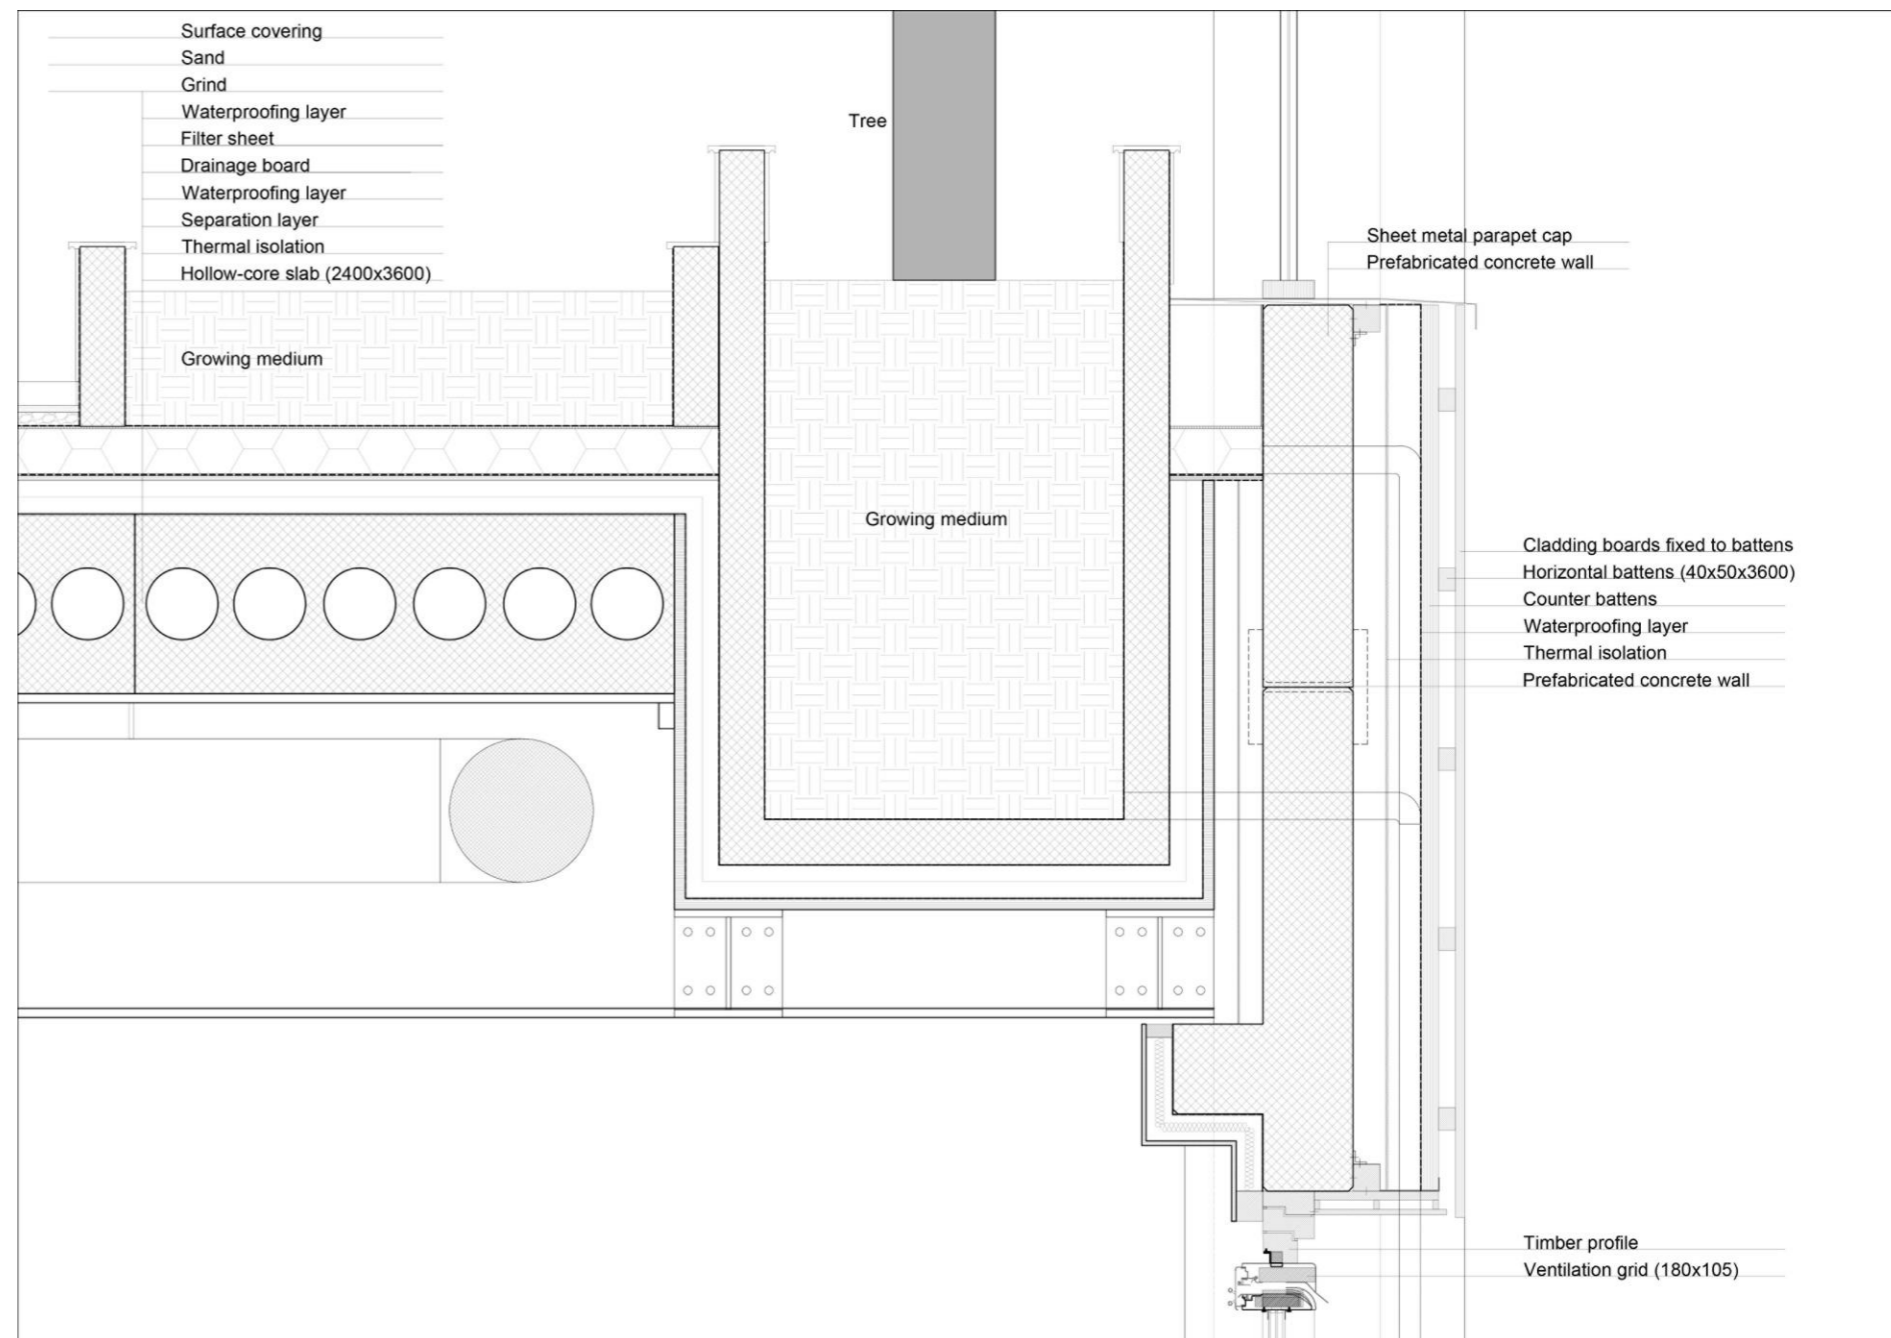 Surface covering
Sand
Grind
Waterproofing layer
Filter sheet
Drainage board
Waterproofing layer
Separation layer
Thermal isolation
Hollow-core slab (2400x3600)
Growing medium
Tree
Growing medium
Sheet metal parapet cap
Prefabricated concrete wall
Cladding boards fixed to battens
Horizontal battens (40x50x3600)
Counter battens
Waterproofing layer
Thermal isolation
Prefabricated concrete wall
Timber profile
Ventilation grid (180x105)